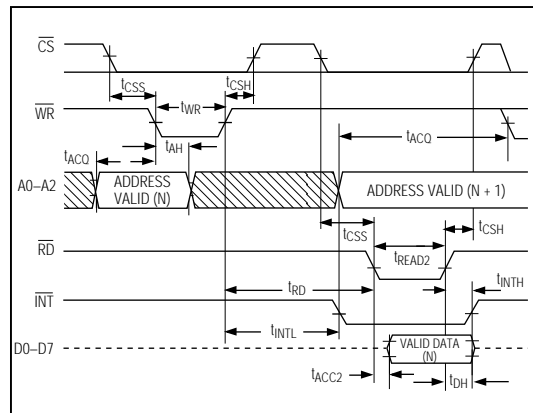 CS
tCSS
tCSH
WR
tWR
tACQ
tACQ
tAH
A0–A2
ADDRESS
VALID (N)
ADDRESS VALID (N + 1)
tCSS
tCSH
RD
tREAD2
tRD
tINTH
INT
tINTL
D0–D7
VALID DATA
(N)
tACC2
tDH